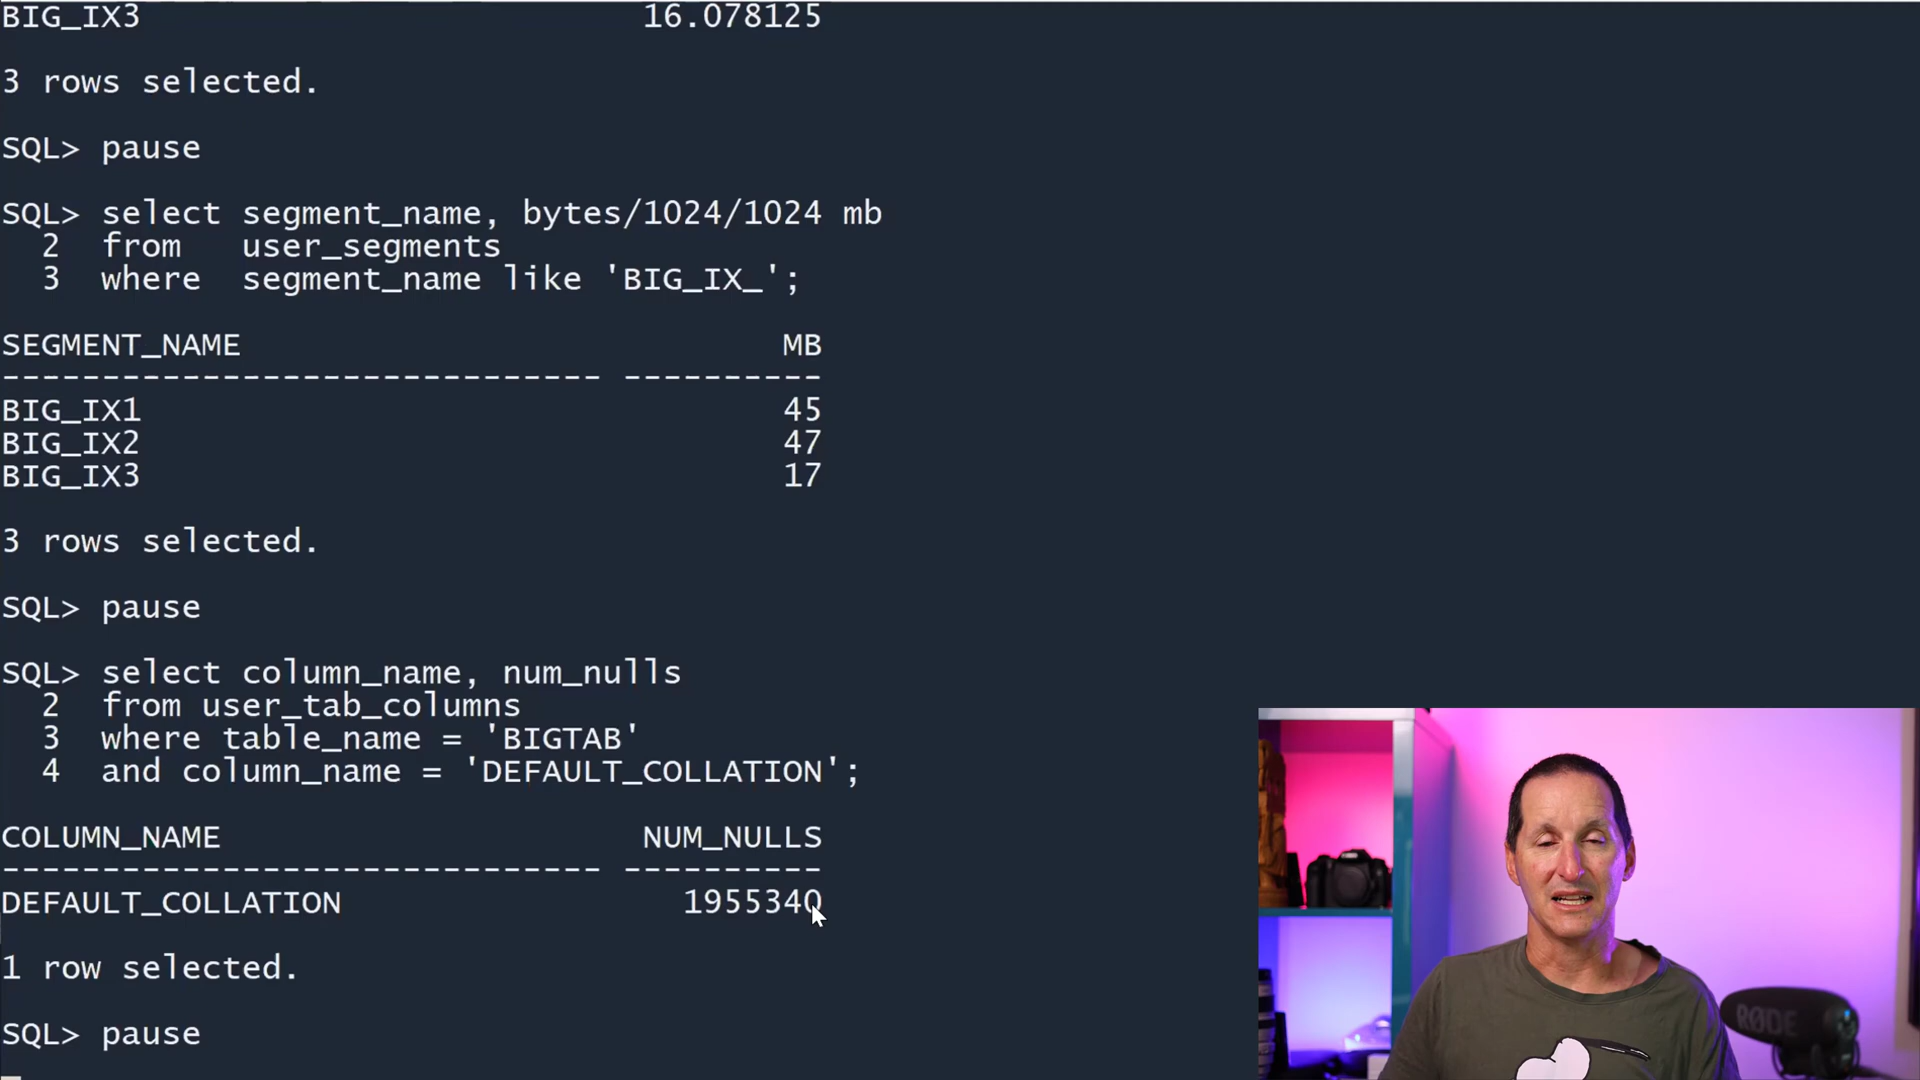 BIG_IX3 16.078125
3 rows selected.
SQL> pause
SQL> select segment_name, bytes/1024/1024 mb
2 from user_segments
3 where segment_name like 'BIG_IX_';
SEGMENT_NAME MB
------------------------------ ----------
BIG_IX1 45
BIG_IX2 47
BIG_IX3 17
3 rows selected.
SQL> pause
SQL> select column_name, num_nulls
2 from user_tab_columns
3 where table_name = 'BIGTAB'
4 and column_name = 'DEFAULT_COLLATION';
COLUMN_NAME NUM_NULLS
------------------------------ ----------
DEFAULT_COLLATION 1955340
1 row selected.
SQL> pause
RØDE